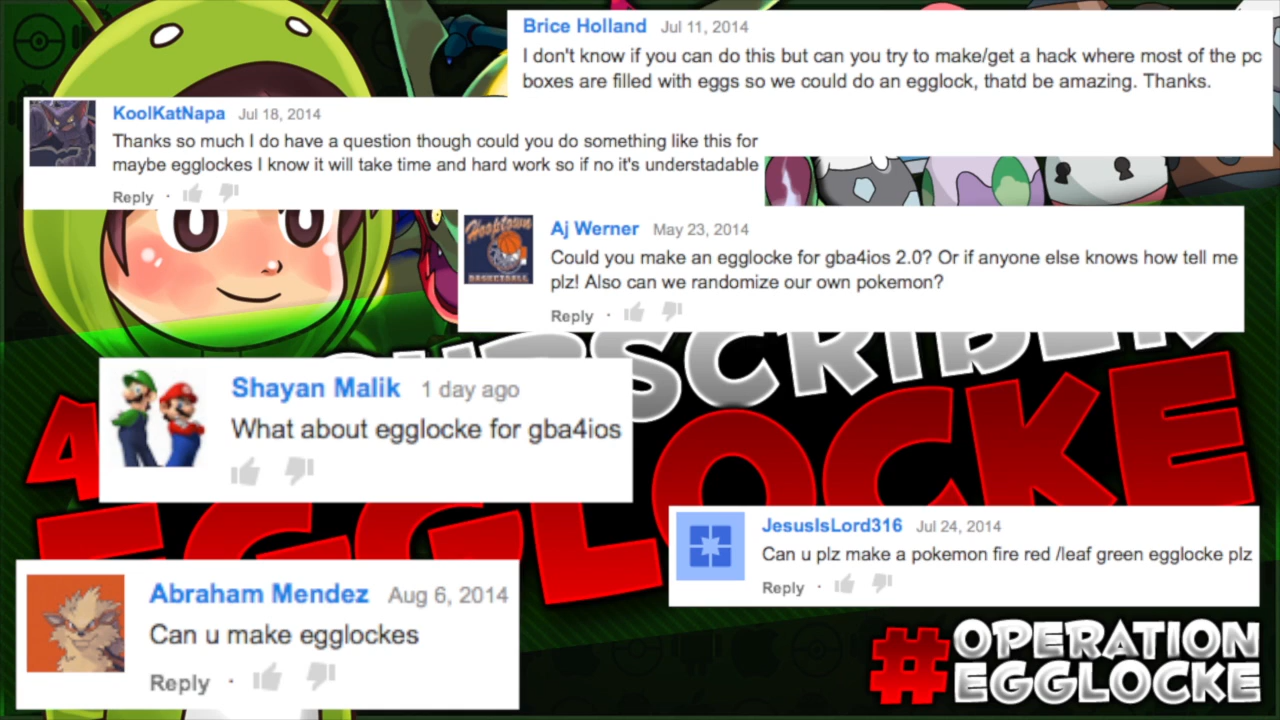 Brice Holland Jul 11, 2014
I don't know if you can do this but can you try to make/get a hack where most of the pc
boxes are filled with eggs so we could do an egglock, thatd be amazing. Thanks.
KoolKatNapa Jul 18, 2014
Thanks so much I do have a question though could you do something like this for
maybe egglockes I know it will take time and hard work so if no it's understadable
Reply ·
Hooptown
BASKETBALL
Aj Werner May 23, 2014
Could you make an egglocke for gba4ios 2.0? Or if anyone else knows how tell me
plz! Also can we randomize our own pokemon?
Reply ·
SUBSCRIBER
Shayan Malik 1 day ago
What about egglocke for gba4ios
4
EGGLOCKE
JesusIsLord316 Jul 24, 2014
Can u plz make a pokemon fire red /leaf green egglocke plz
Reply ·
Abraham Mendez Aug 6, 2014
Can u make egglockes
Reply ·
#OPERATION
EGGLOCKE